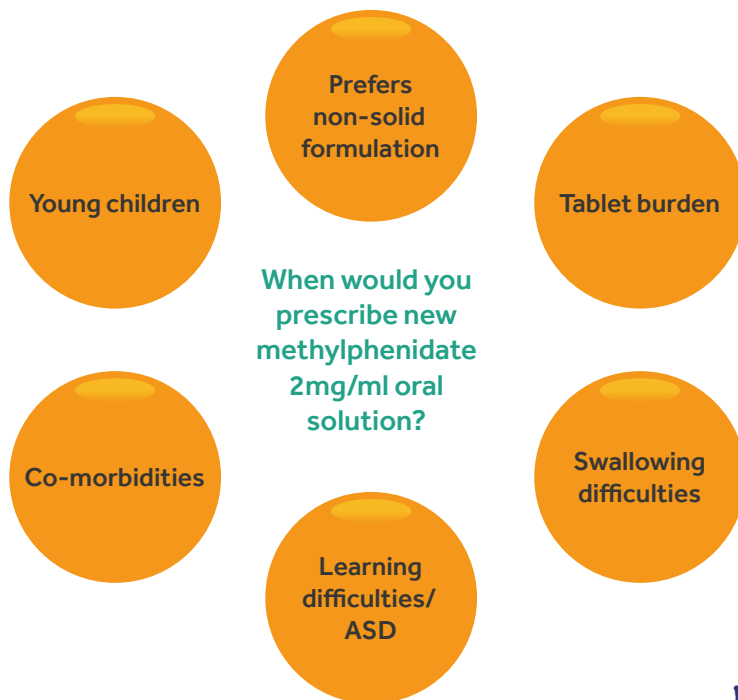 Prefers
non-solid
formulation
Young children
Tablet burden
When would you
prescribe new
methylphenidate
2mg/ml oral
solution?
Co-morbidities
Swallowing
difficulties
Learning
difficulties/
ASD